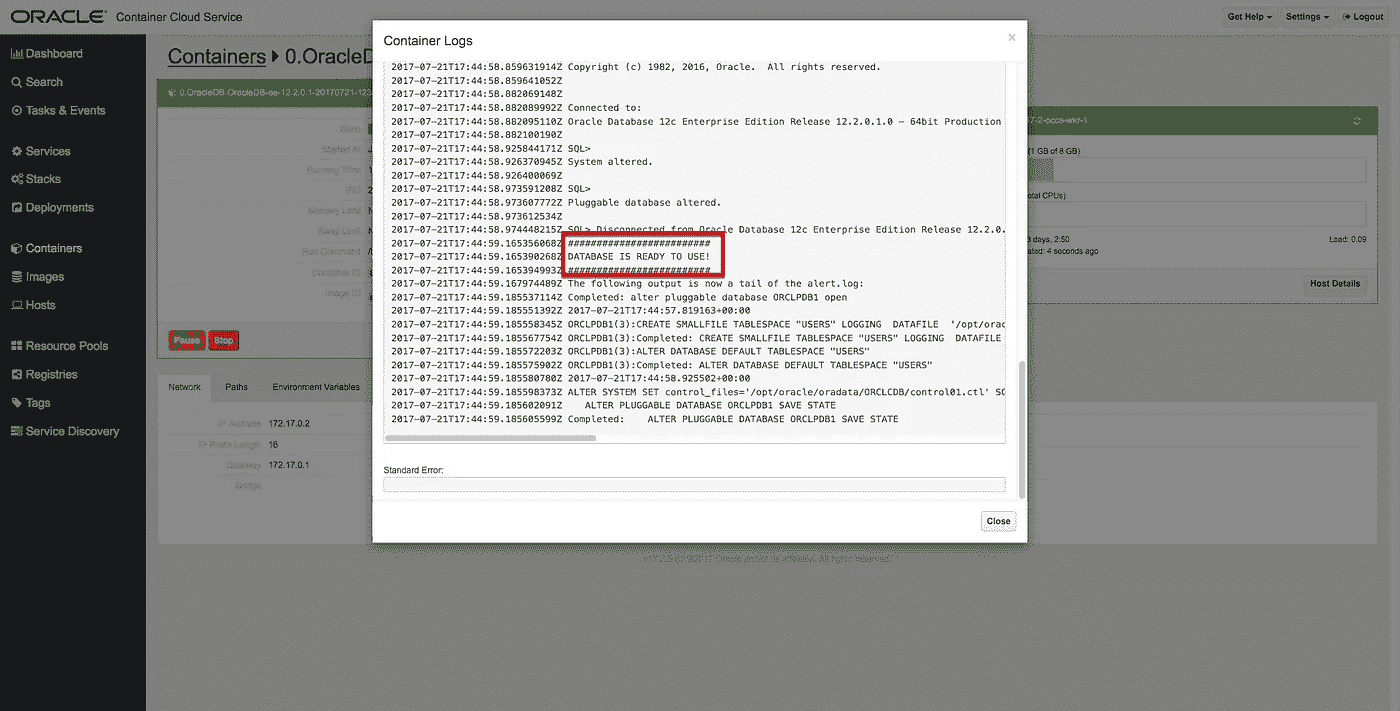 ORACLE® Container Cloud Service
Get Help
Settings
Logout
Dashboard
Search
Tasks & Events
Services
Stacks
Deployments
Containers
Images
Hosts
Resource Pools
Registries
Tags
Service Discovery
Containers 0.OracleD
0.OracleDB.OracleDB-ee-12.2.0.1-20170721-123
Running Time
Memory Limit
Swap Limit
Run Command
Container ID
Image ID
Pause
Stop
Network
Paths
Environment Variables
IP Address 172.17.0.2
IP Prefix Length 16
Gateway 172.17.0.1
Bridge
Container Logs
×
2017-07-21T17:44:58.859631914Z Copyright (c) 1982, 2016, Oracle. All rights reserved.
2017-07-21T17:44:58.859641052Z
2017-07-21T17:44:58.882069148Z
2017-07-21T17:44:58.882089992Z Connected to:
2017-07-21T17:44:58.882095110Z Oracle Database 12c Enterprise Edition Release 12.2.0.1.0 - 64bit Production
2017-07-21T17:44:58.882100190Z
2017-07-21T17:44:58.925844171Z SQL>
2017-07-21T17:44:58.926370945Z System altered.
2017-07-21T17:44:58.926400069Z
2017-07-21T17:44:58.973591208Z SQL>
2017-07-21T17:44:58.973607772Z Pluggable database altered.
2017-07-21T17:44:58.973612534Z
2017-07-21T17:44:58.974448215Z SQL> Disconnected from Oracle Database 12c Enterprise Edition Release 12.2.0.
2017-07-21T17:44:59.165356068Z #########################
2017-07-21T17:44:59.165390268Z DATABASE IS READY TO USE!
2017-07-21T17:44:59.165394993Z #########################
2017-07-21T17:44:59.167974489Z The following output is now a tail of the alert.log:
2017-07-21T17:44:59.185537114Z Completed: alter pluggable database ORCLPDB1 open
2017-07-21T17:44:59.185551392Z 2017-07-21T17:44:57.819163+00:00
2017-07-21T17:44:59.185558345Z ORCLPDB1(3):CREATE SMALLFILE TABLESPACE "USERS" LOGGING DATAFILE '/opt/orac
2017-07-21T17:44:59.185567754Z ORCLPDB1(3):Completed: CREATE SMALLFILE TABLESPACE "USERS" LOGGING DATAFILE
2017-07-21T17:44:59.185572203Z ORCLPDB1(3):ALTER DATABASE DEFAULT TABLESPACE "USERS"
2017-07-21T17:44:59.185575902Z ORCLPDB1(3):Completed: ALTER DATABASE DEFAULT TABLESPACE "USERS"
2017-07-21T17:44:59.185580780Z 2017-07-21T17:44:58.925502+00:00
2017-07-21T17:44:59.185598373Z ALTER SYSTEM SET control_files='/opt/oracle/oradata/ORCLCDB/control01.ctl' SC
2017-07-21T17:44:59.185602091Z ALTER PLUGGABLE DATABASE ORCLPDB1 SAVE STATE
2017-07-21T17:44:59.185605599Z Completed: ALTER PLUGGABLE DATABASE ORCLPDB1 SAVE STATE
Standard Error:
Close
7-2-occs-wkr-1
(1 GB of 8 GB)
otal CPUs)
days, 2:50
Load: 0.09
ated: 4 seconds ago
Host Details